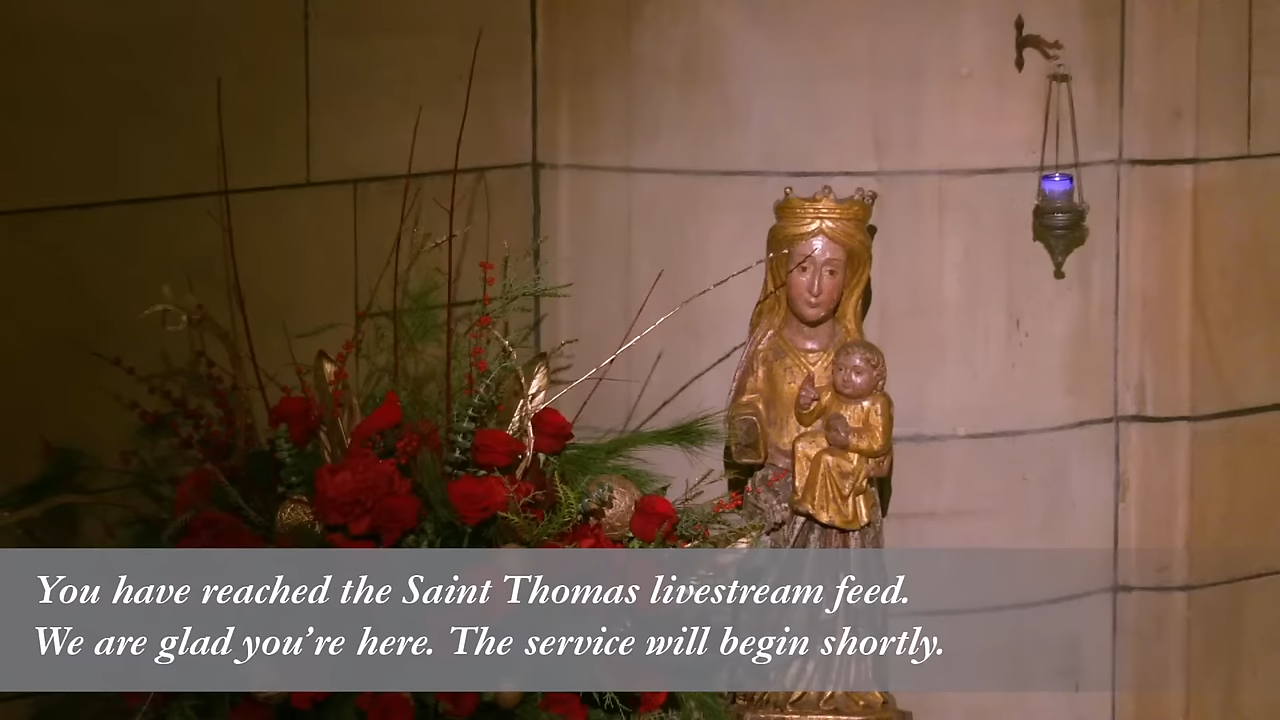 You have reached the Saint Thomas livestream feed.
We are glad you’re here. The service will begin shortly.